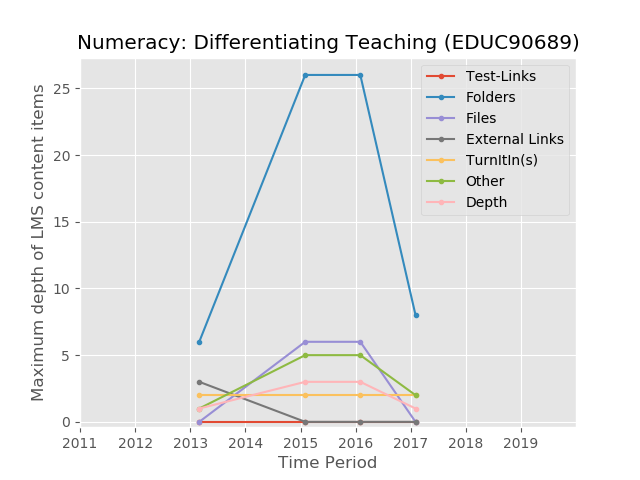 Numeracy: Differentiating Teaching (EDUC90689)
Test-Links
Folders
Files
External Links
TurnItIn(s)
Other
Depth
Maximum depth of LMS content items
25
20
15
10
5
0
2011 2012 2013 2014 2015 2016 2017 2018 2019
Time Period